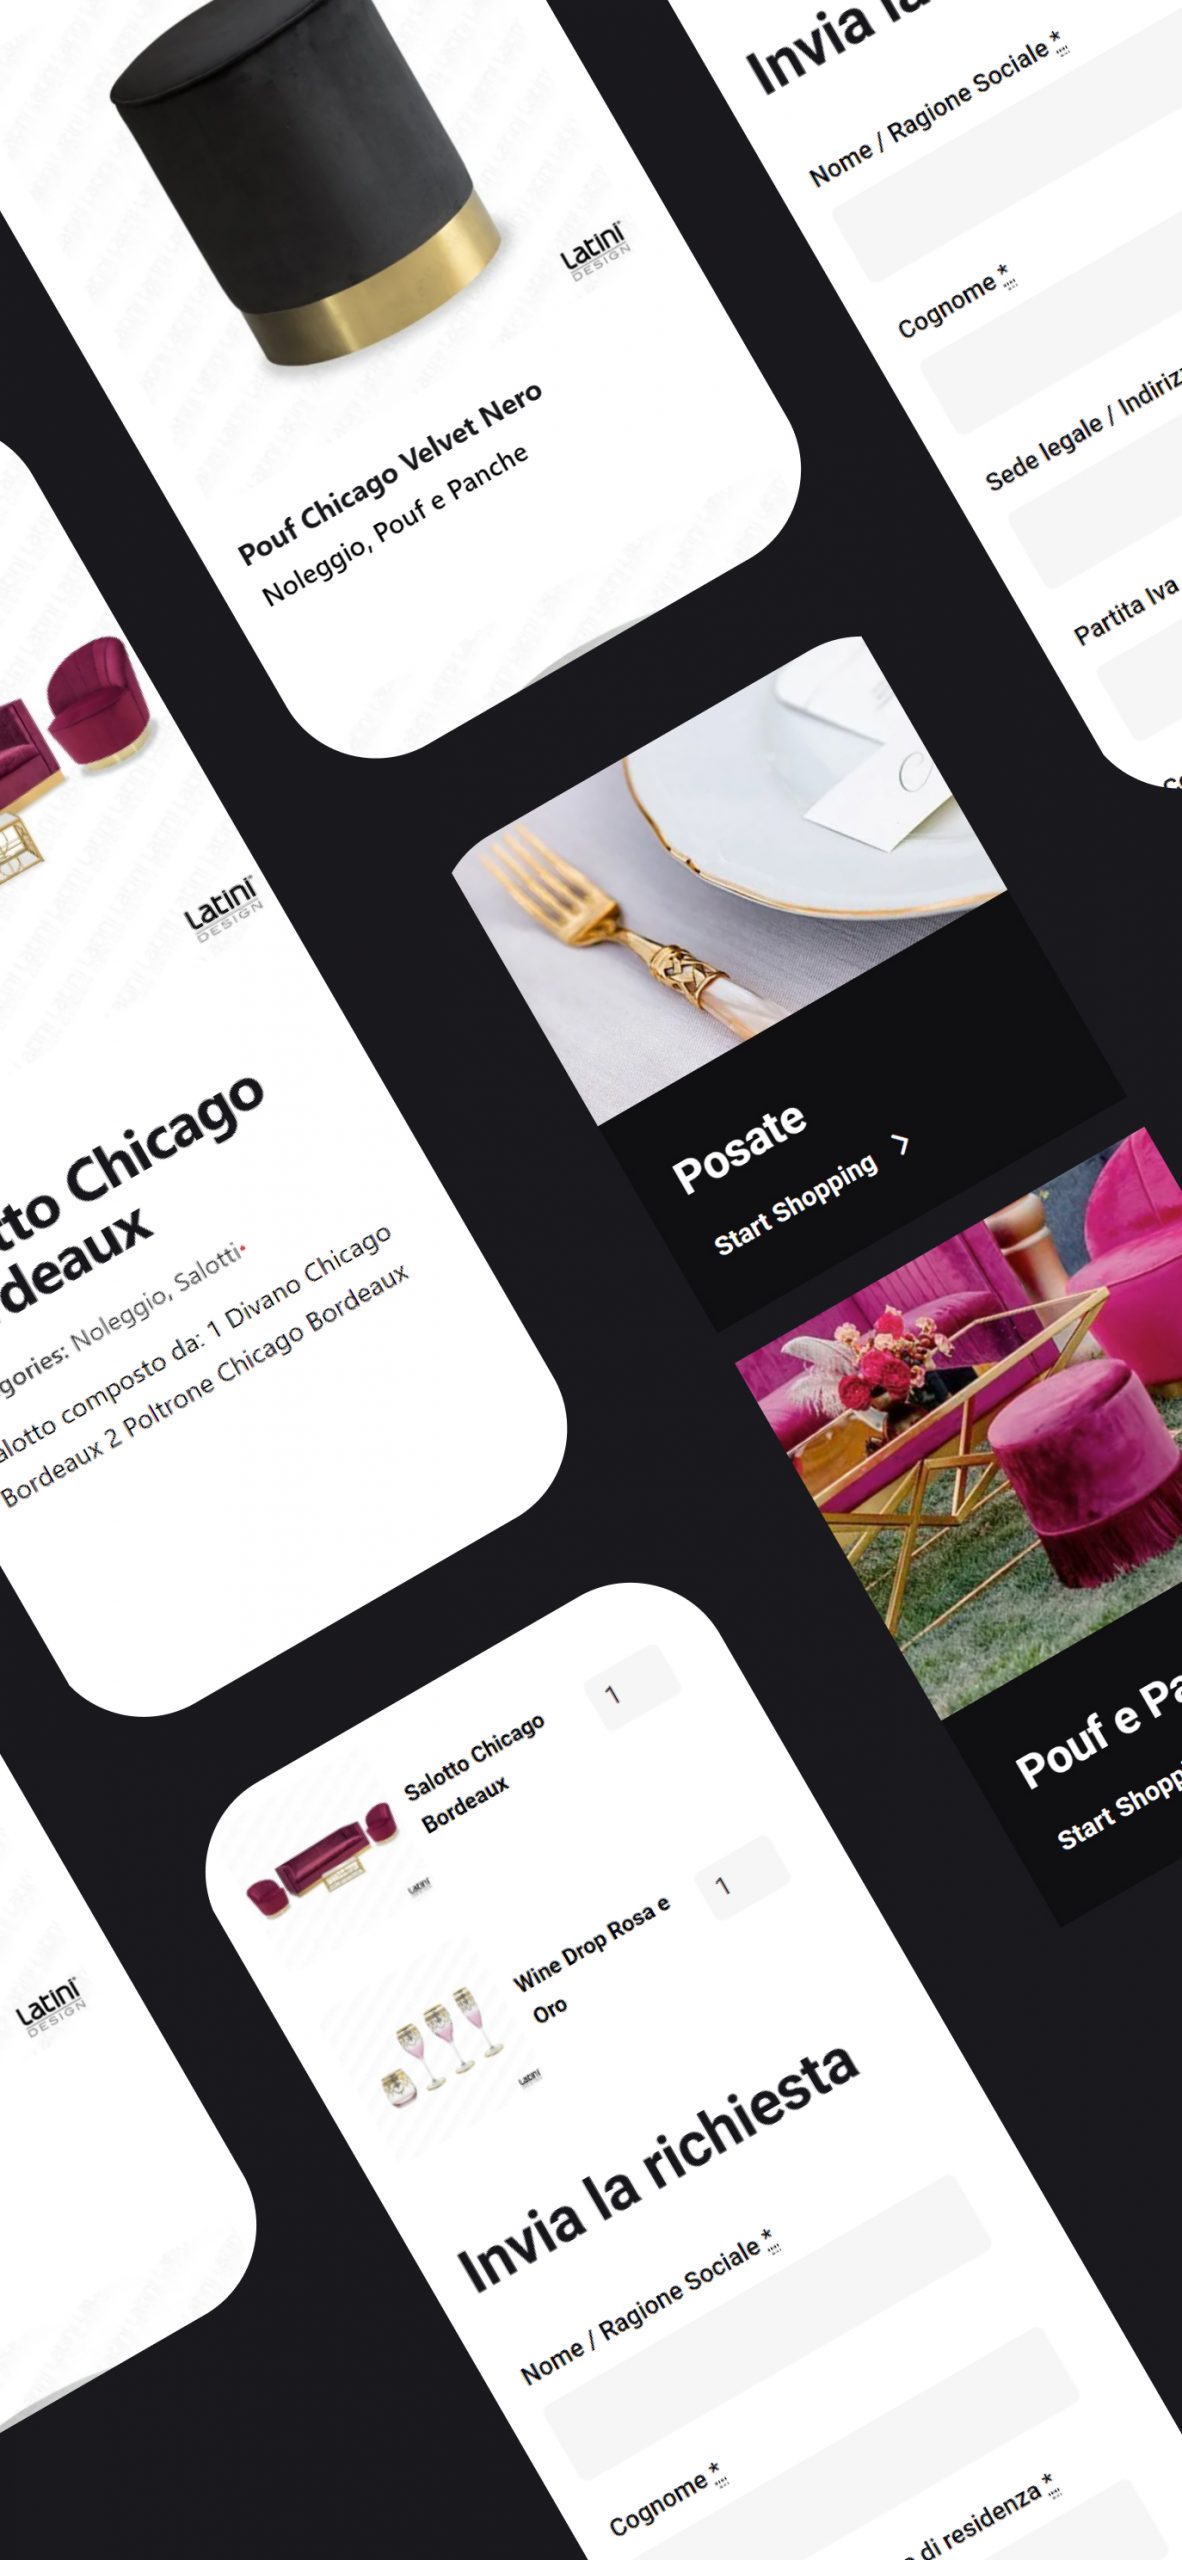 Latini
DESIGN
Pouf Chicago Velvet Nero
Noleggio, Pouf e Panche
Invia la
Nome / Ragione Sociale *
Cognome *
Sede legale / Indiriz
Partita Iva
Latini
DESIGN
tto Chicago
deaux
gories: Noleggio, Salotti
alotto composto da: 1 Divano Chicago
Bordeaux 2 Poltrone Chicago Bordeaux
Posate
Start Shopping
Pouf e Pa
Start Shopp
Salotto Chicago
Bordeaux
1
Latini
Wine Drop Rosa e
Oro
1
Latini
Latini
DESIGN
Invia la richiesta
Nome / Ragione Sociale *
Cognome *
di residenza *